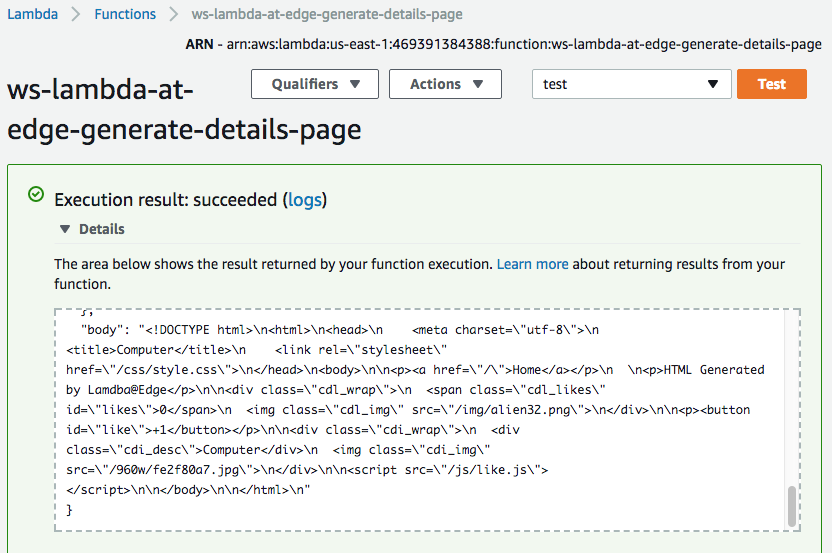 Lambda > Functions > ws-lambda-at-edge-generate-details-page
ARN - arn:aws:lambda:us-east-1:469391384388:function:ws-lambda-at-edge-generate-details-page
ws-lambda-at-
edge-generate-details-page
Qualifiers Actions test Test
Execution result: succeeded (logs)
Details
The area below shows the result returned by your function execution. Learn more about returning results from your
function.
},
"body": "<!DOCTYPE html>\n<html>\n<head>\n    <meta charset=\"utf-8\">\n
<title>Computer</title>\n    <link rel=\"stylesheet\"
href=\"/css/style.css\">\n</head>\n<body>\n\n<p><a href=\"/\">Home</a></p>\n  \n<p>HTML Generated
by Lamdba@Edge</p>\n\n<div class=\"cdl_wrap\">\n  <span class=\"cdl_likes\"
id=\"likes\">0</span>\n  <img class=\"cdl_img\" src=\"/img/alien32.png\">\n</div>\n\n<p><button
id=\"like\">+1</button></p>\n\n<div class=\"cdi_wrap\">\n  <div
class=\"cdi_desc\">Computer</div>\n  <img class=\"cdi_img\"
src=\"/960w/fe2f80a7.jpg\">\n</div>\n\n<script src=\"/js/like.js\">
</script>\n\n</body>\n\n</html>\n"
}